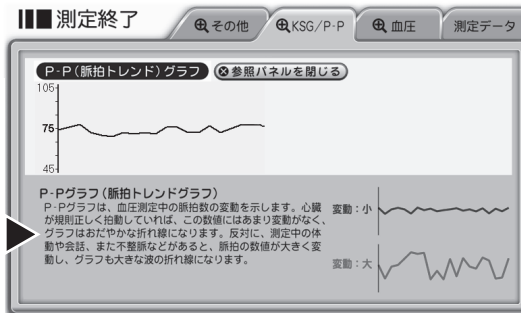 測定終了
その他
KSG/P-P
血圧
測定データ
P-P(脈拍トレンド)グラフ
参照パネルを閉じる
105
75
45
P-Pグラフ(脈拍トレンドグラフ)
P-Pグラフは、血圧測定中の脈拍数の変動を示します。心臓
が規則正しく拍動していれば、この数値にはあまり変動がなく、
グラフはおだやかな折れ線になります。反対に、測定中の体
動や会話、また不整脈などがあると、脈拍の数値が大きく変
動し、グラフも大きな波の折れ線になります。
変動:小
変動:大